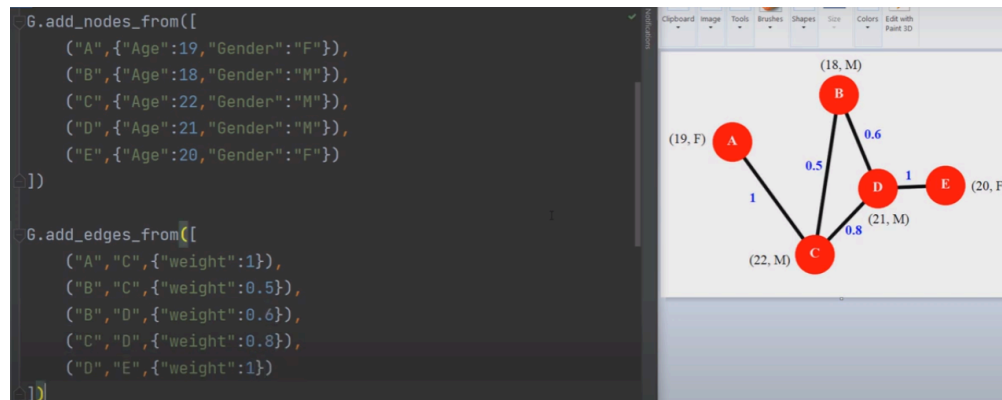 G.add_nodes_from([
("A",{"Age":19,"Gender":"F"}),
("B",{"Age":18,"Gender":"M"}),
("C",{"Age":22,"Gender":"M"}),
("D",{"Age":21,"Gender":"M"}),
("E",{"Age":20,"Gender":"F"})
])
G.add_edges_from([
("A","C",{"weight":1}),
("B","C",{"weight":0.5}),
("B","D",{"weight":0.6}),
("C","D",{"weight":0.8}),
("D","E",{"weight":1})
])
Notifications
Clipboard Image Tools Brushes Shapes Size Colors Edit with
Paint 3D
(18, M)
B
(19, F) A
0.6
0.5
1
D
E
(20, F
1
(21, M)
0.8
(22, M)
C